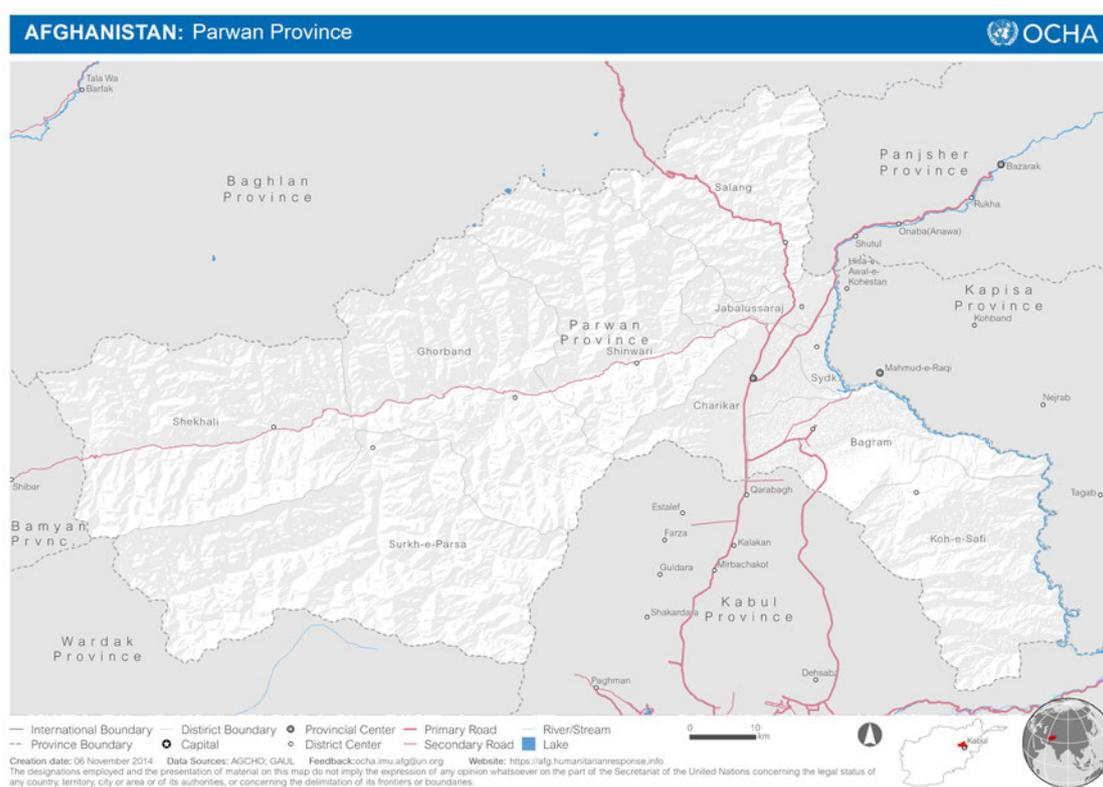 AFGHANISTAN: Parwan Province
OCHA
Tala Wa
Barfak
Baghlan
Province
Salang
Panjsher
Province
Bazarak
Rukha
Onaba(Anawa)
Shutul
Hisa-e-
Awal-e-
Kohestan
Kapisa
Province
Kohband
Jabalussaraj
Parwan
Province
Shinwari
Ghorband
Mahmud-e-Raqi
Sydk
Charikar
Nejrab
Shekhali
Bagram
Shibar
Qarabagh
Tagab
Estalef
Bamyan
Prvnc.
Farza
Kalakan
Surkh-e-Parsa
Koh-e-Safi
Guldara
Mirbachakot
Kabul
Province
Shakardara
Wardak
Province
Paghman
Dehsabz
International Boundary
District Boundary
Provincial Center
Primary Road
River/Stream
0 10
km
Province Boundary
Capital
District Center
Secondary Road
Lake
Kabul
Creation date: 06 November 2014 Data Sources: AGCHO; GAUL Feedback:ocha.imu.afg@un.org Website: https://afg.humanitarianresponse.info
The designations employed and the presentation of material on this map do not imply the expression of any opinion whatsoever on the part of the Secretariat of the United Nations concerning the legal status of
any country, territory, city or area or of its authorities, or concerning the delimitation of its frontiers or boundaries.